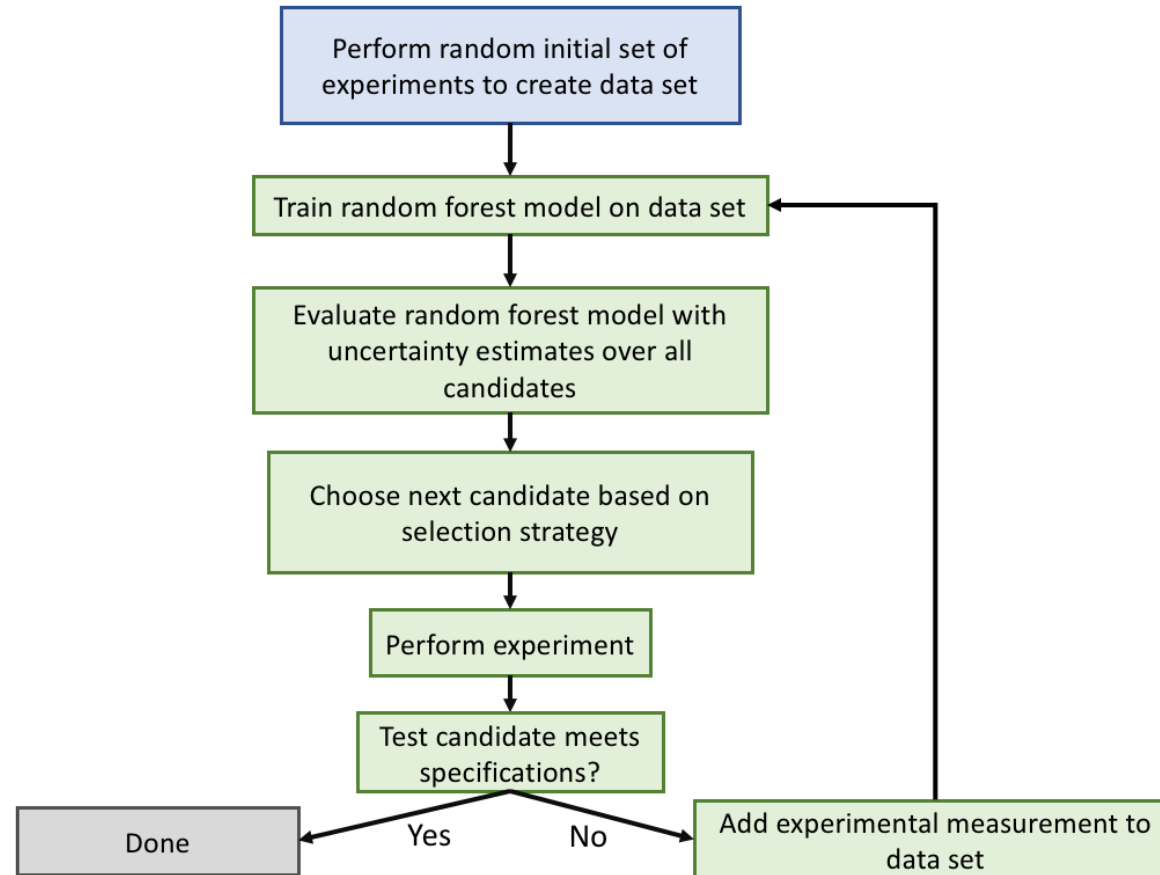 Perform random initial set of
experiments to create data set
Train random forest model on data set
Evaluate random forest model with
uncertainty estimates over all
candidates
Choose next candidate based on
selection strategy
Perform experiment
Test candidate meets
specifications?
Yes
No
Done
Add experimental measurement to
data set